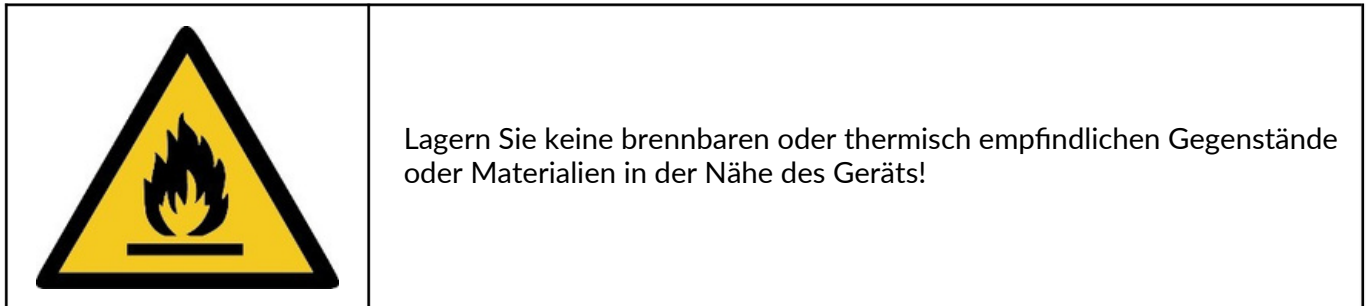 Lagern Sie keine brennbaren oder thermisch empfindlichen Gegenstände
oder Materialien in der Nähe des Geräts!